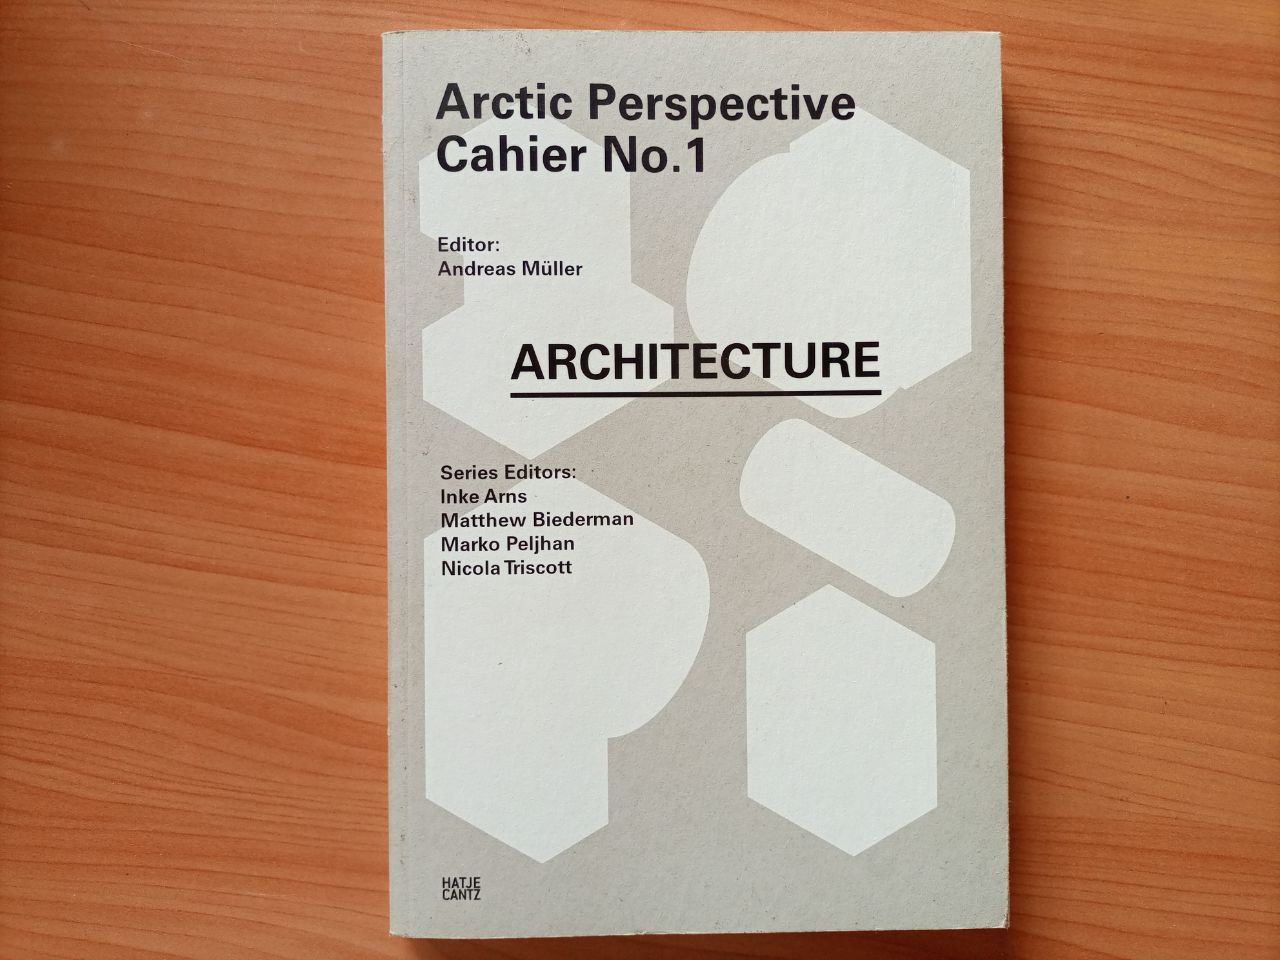 Arctic Perspective
Cahier No.1
Editor:
Andreas Müller
ARCHITECTURE
Series Editors:
Inke Arns
Matthew Biederman
Marko Peljhan
Nicola Triscott
HATJE
CANTZ